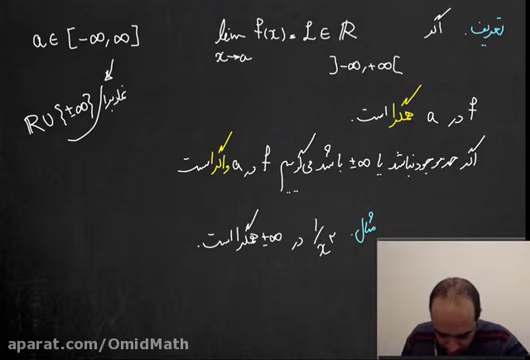 تعریف. اگر lim f(x) = L ∈ ℝ
x→a
]-∞,+∞[
a ∈ [-∞,∞]
ℝ∪{±∞}
f در a همگرا است.
اگر حد موجود نباشد یا ±∞ باشد می‌گوییم f در a واگرا است
مثال. 1/x² در ±∞ همگرا است.
aparat.com/OmidMath